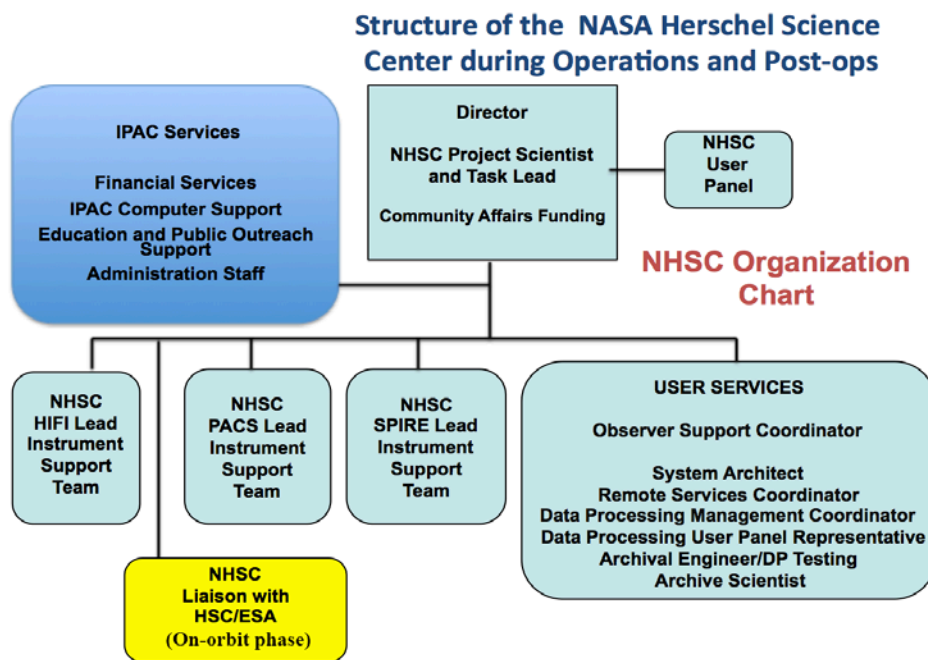 Structure of the NASA Herschel Science
Center during Operations and Post-ops
IPAC Services
Financial Services
IPAC Computer Support
Education and Public Outreach
Support
Administration Staff
Director
NHSC Project Scientist
and Task Lead
Community Affairs Funding
NHSC
User
Panel
NHSC Organization
Chart
NHSC
HIFI Lead
Instrument
Support
Team
NHSC
PACS Lead
Instrument
Support
Team
NHSC
SPIRE Lead
Instrument
Support
Team
USER SERVICES
Observer Support Coordinator
System Architect
Remote Services Coordinator
Data Processing Management Coordinator
Data Processing User Panel Representative
Archival Engineer/DP Testing
Archive Scientist
NHSC
Liaison with
HSC/ESA
(On-orbit phase)